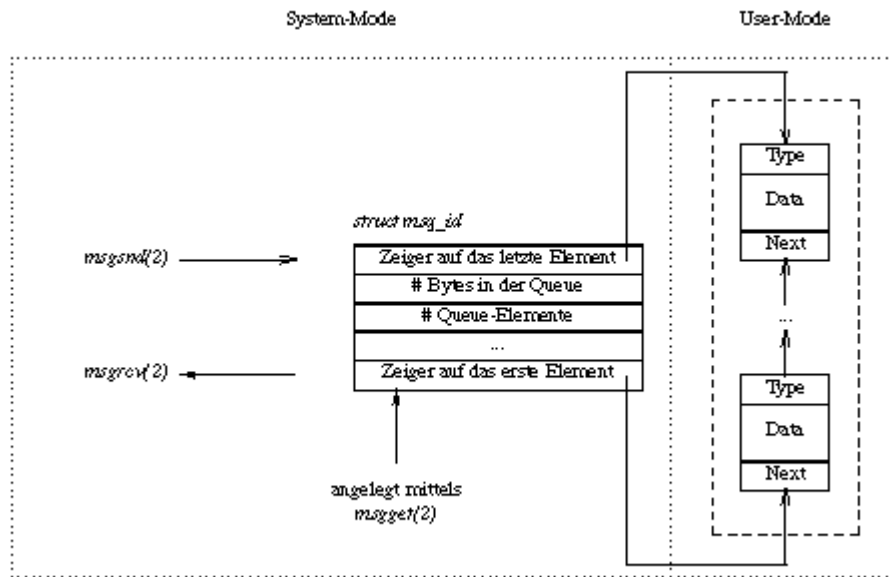 System-Mode
User-Mode
struct msq_id
msgsnd(2)
Zeiger auf das letzte Element
# Bytes in der Queue
# Queue-Elemente
...
msgrcv(2)
Zeiger auf das erste Element
angelegt mittels
msgget(2)
Type
Data
Next
...
Type
Data
Next